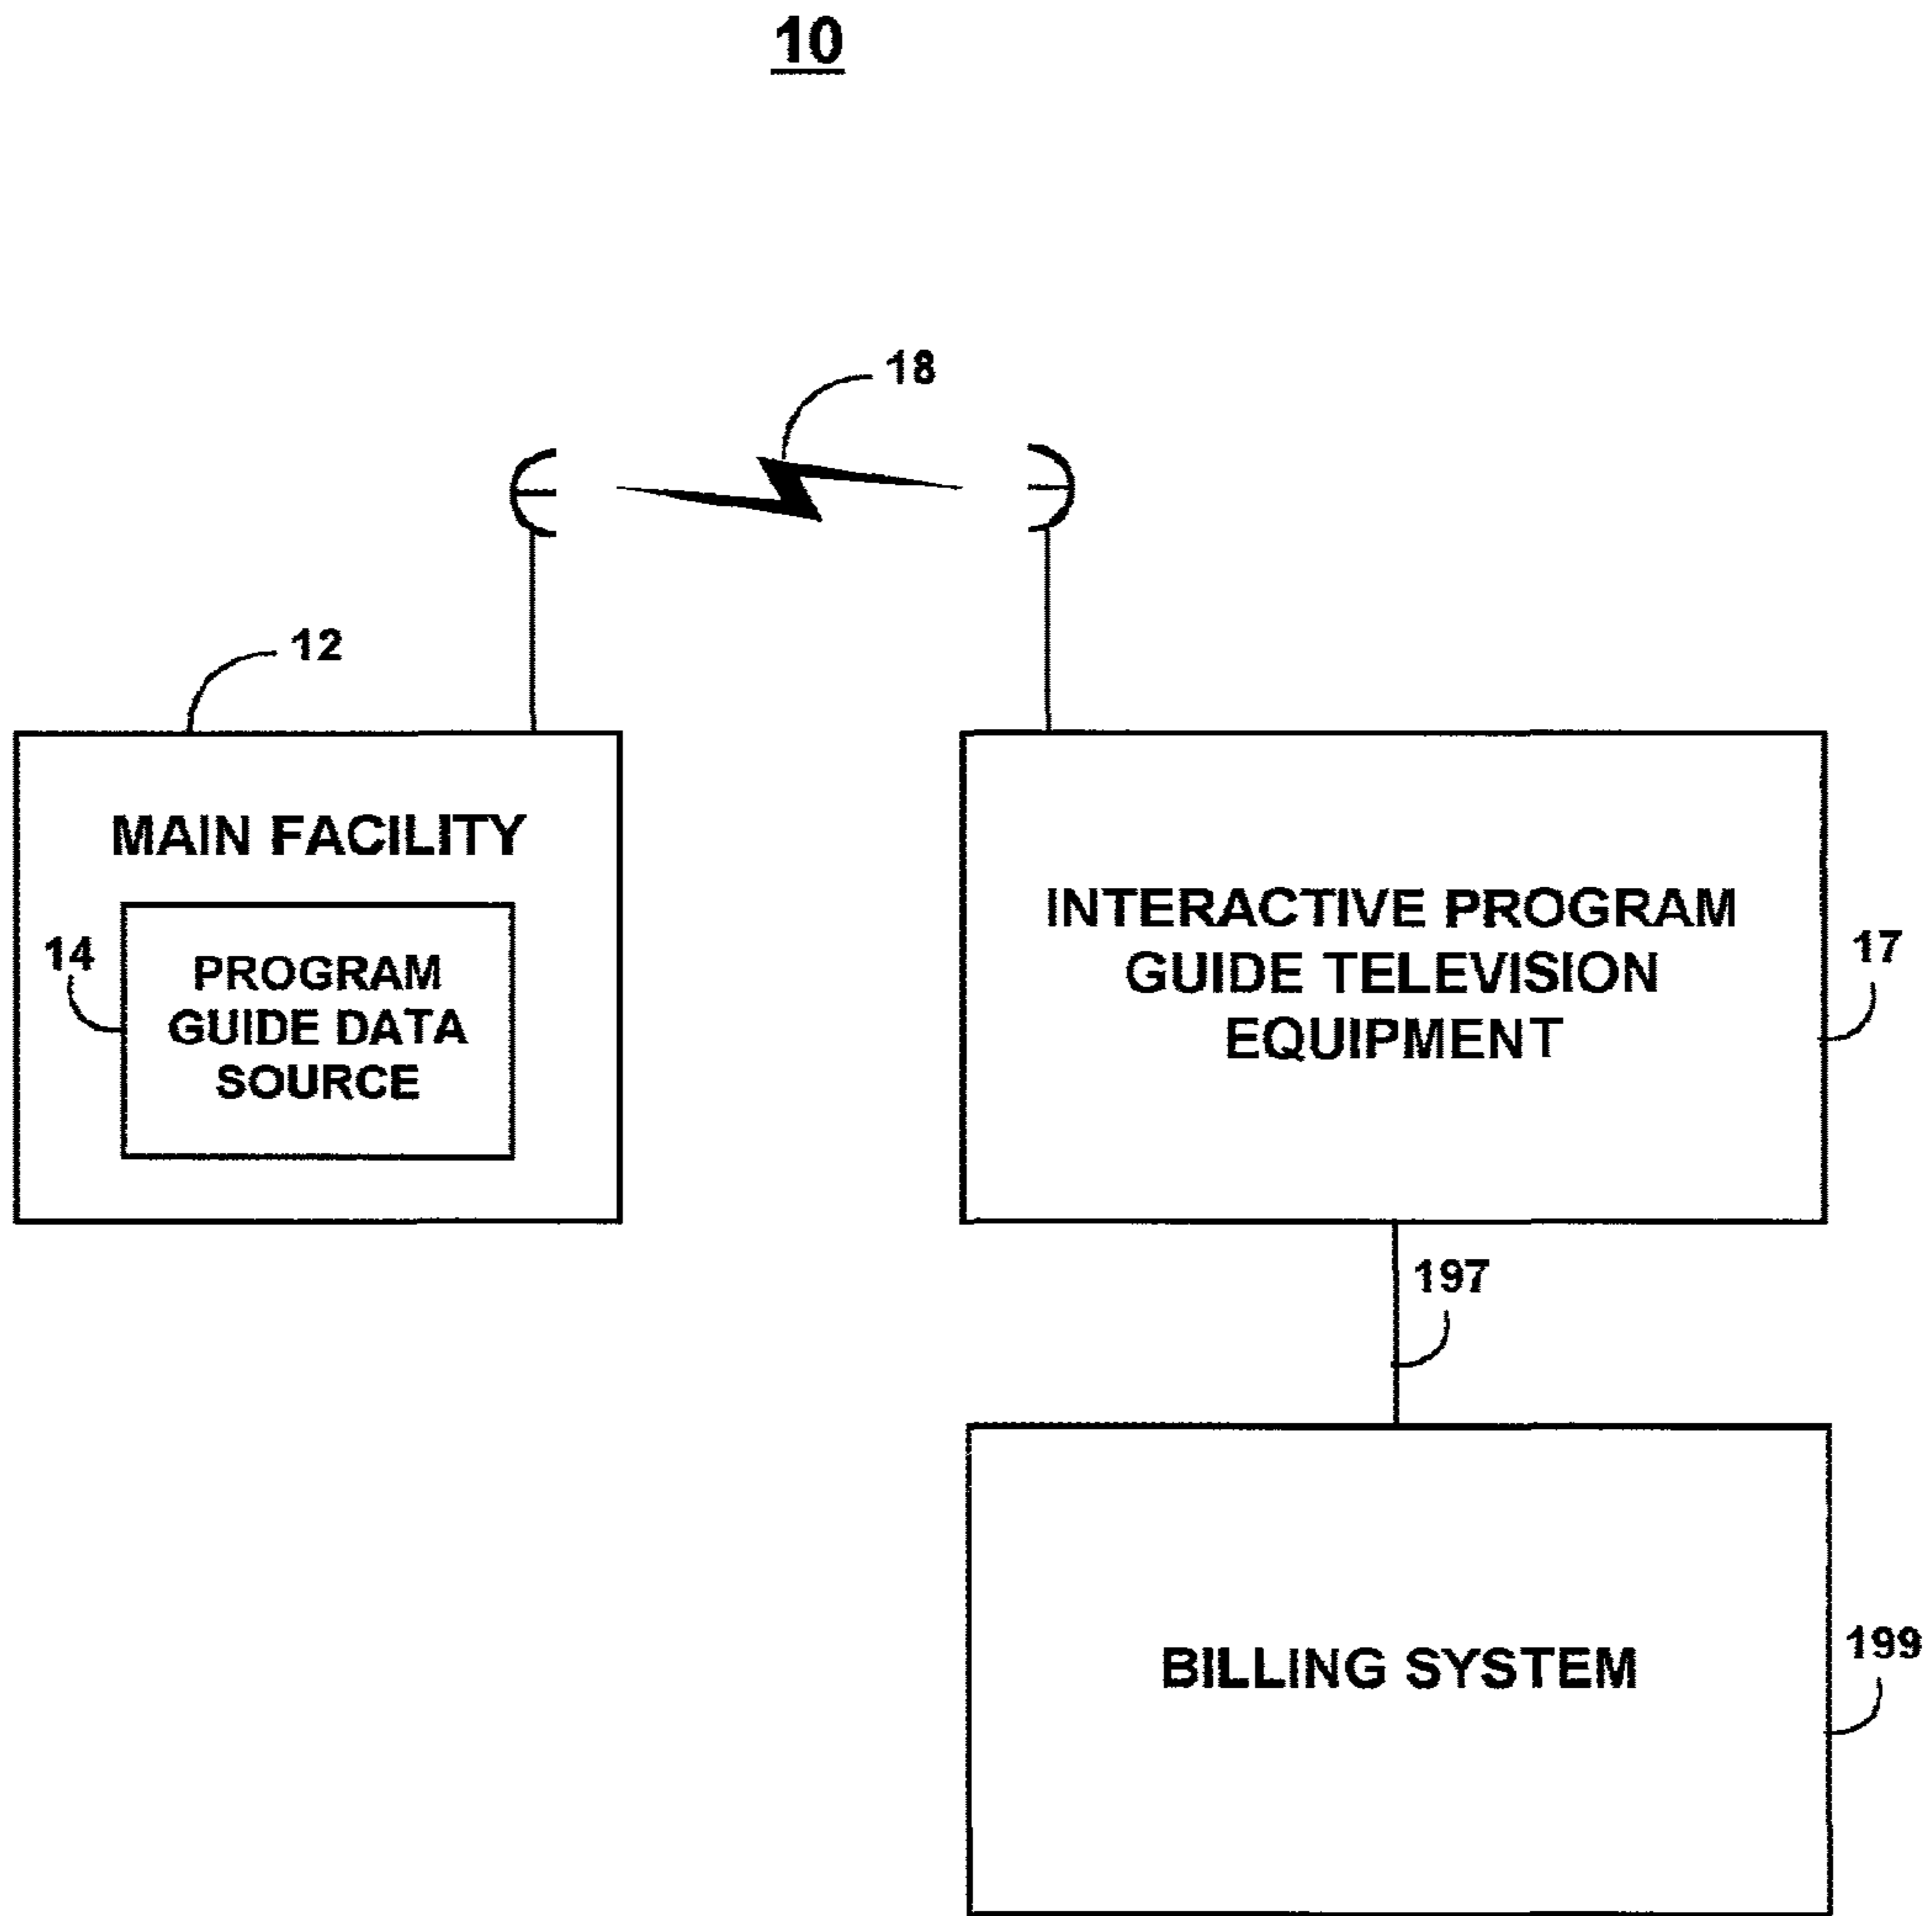 10
18
12
MAIN FACILITY
14
PROGRAM
GUIDE DATA
SOURCE
INTERACTIVE PROGRAM
GUIDE TELEVISION
EQUIPMENT
17
197
BILLING SYSTEM
199